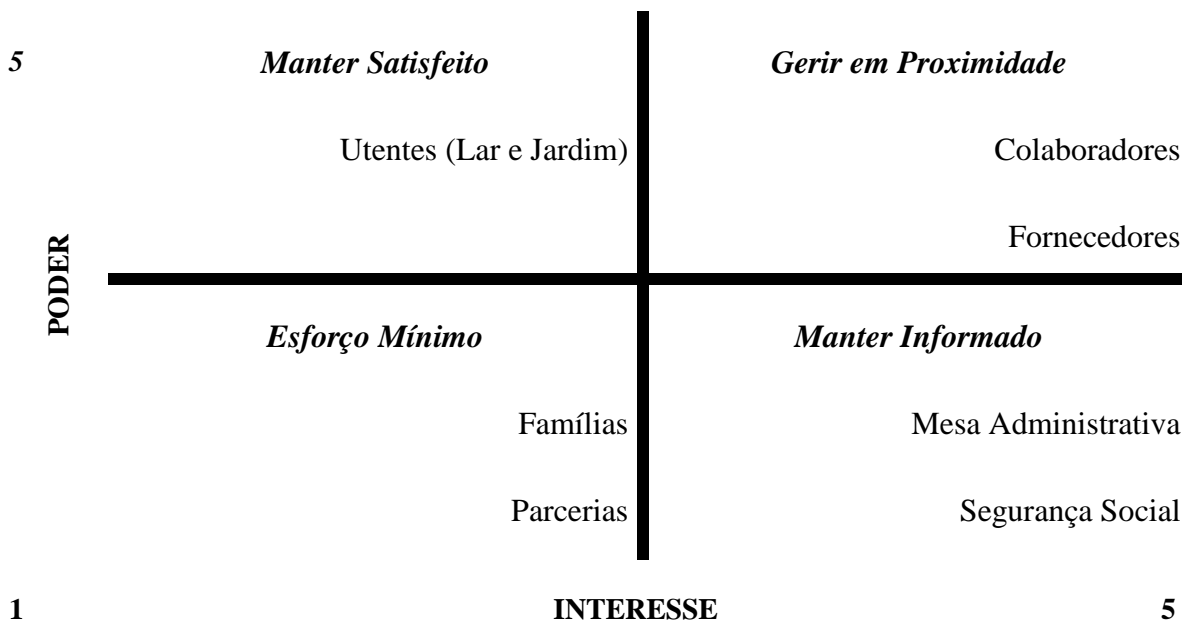 5 Manter Satisfeito Gerir em Proximidade
Utentes (Lar e Jardim) Colaboradores
Fornecedores
PODER
Esforço Mínimo Manter Informado
Famílias Mesa Administrativa
Parcerias Segurança Social
1 INTERESSE 5